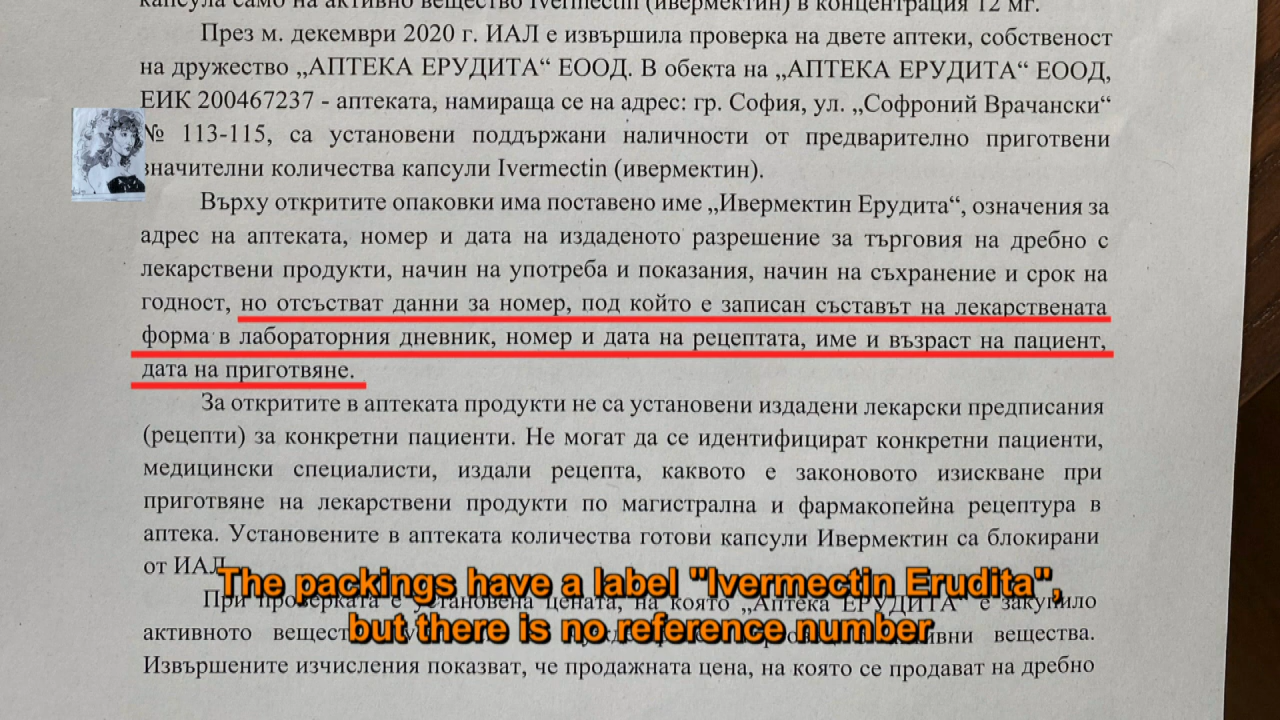 капсула само на активно вещество Ivermectin (ивермектин) в концентрация 12 мг.
През м. декември 2020 г. ИАЛ е извършила проверка на двете аптеки, собственост
на дружество „АПТЕКА ЕРУДИТА“ ЕООД. В обекта на „АПТЕКА ЕРУДИТА“ ЕООД,
ЕИК 200467237 - аптеката, намираща се на адрес: гр. София, ул. „Софроний Врачански“
№ 113-115, са установени поддържани наличности от предварително приготвени
значителни количества капсули Ivermectin (ивермектин).
Върху откритите опаковки има поставено име „Ивермектин Ерудита“, означения за
адрес на аптеката, номер и дата на издаденото разрешение за търговия на дребно с
лекарствени продукти, начин на употреба и показания, начин на съхранение и срок на
годност, но отсъстват данни за номер, под който е записан съставът на лекарствената
форма в лабораторния дневник, номер и дата на рецептата, име и възраст на пациент,
дата на приготвяне.
За откритите в аптеката продукти не са установени издадени лекарски предписания
(рецепти) за конкретни пациенти. Не могат да се идентифицират конкретни пациенти,
медицински специалисти, издали рецепта, каквото е законовото изискване при
приготвяне на лекарствени продукти по магистрална и фармакопейна рецептура в
аптека. Установените в аптеката количества готови капсули Ивермектин са блокирани
от ИАЛ.
The packings have a label "Ivermectin Erudita",
but there is no reference number
При проверката е установена цената, на която „Аптека ЕРУДИТА“ е закупило
активното вещества.
Извършените изчисления показват, че продажната цена, на която се продават на дребно